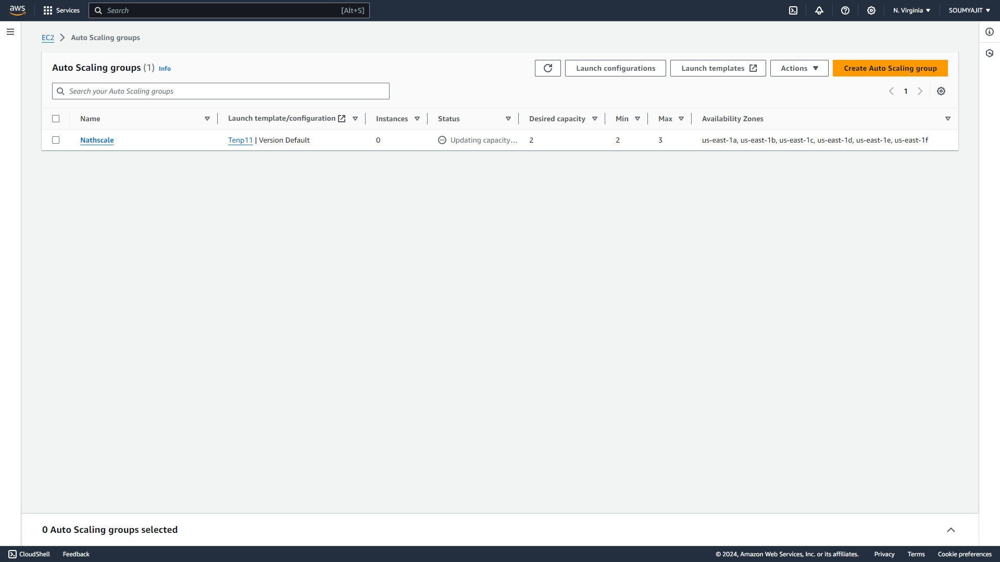 aws Services Search [Alt+S] N. Virginia SOUMYAJIT
EC2 Auto Scaling groups
Auto Scaling groups (1) Info
Launch configurations Launch templates Actions Create Auto Scaling group
Search your Auto Scaling groups
1
Name Launch template/configuration Instances Status Desired capacity Min Max Availability Zones
Nathscale Tenp11 | Version Default 0 Updating capacity... 2 2 3 us-east-1a, us-east-1b, us-east-1c, us-east-1d, us-east-1e, us-east-1f
0 Auto Scaling groups selected
CloudShell Feedback © 2024, Amazon Web Services, Inc. or its affiliates. Privacy Terms Cookie preferences